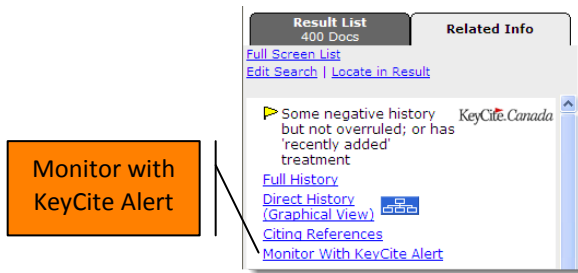 Result List
400 Docs
Related Info
Full Screen List
Edit Search | Locate in Result
Some negative history
but not overruled; or has
'recently added'
treatment
KeyCite.Canada
Full History
Direct History
(Graphical View)
Citing References
Monitor With KeyCite Alert
Monitor with
KeyCite Alert